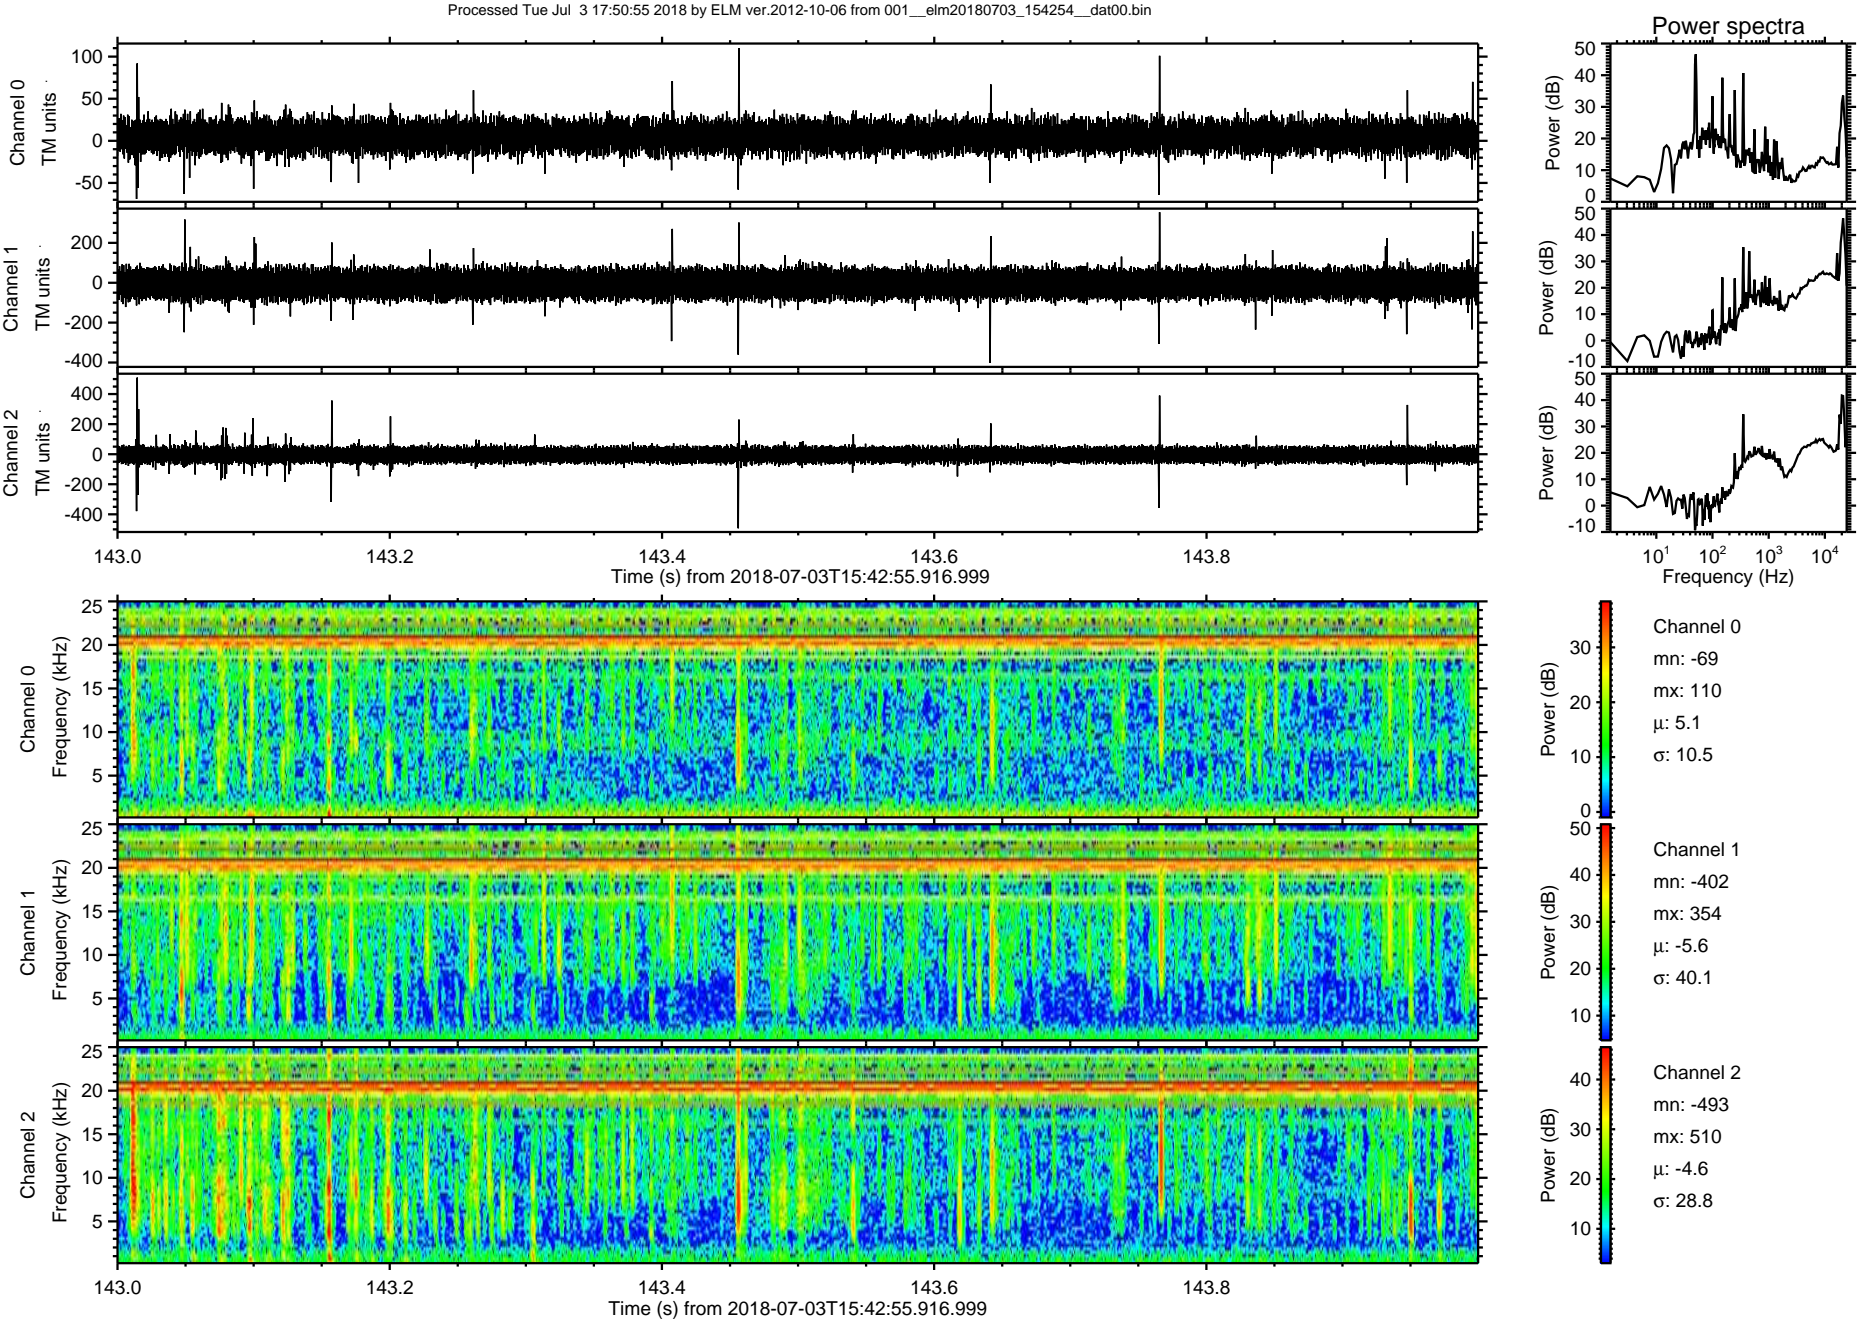 Processed Tue Jul 3 17:50:55 2018 by ELM ver.2012-10-06 from 001__elm20180703_154254__dat00.bin
Power spectra
Channel 0
TM units
100
50
0
-50
Power (dB)
50
40
30
20
10
0
Channel 1
TM units
200
0
-200
-400
Power (dB)
50
40
30
20
10
0
-10
Channel 2
TM units
400
200
0
-200
-400
Power (dB)
50
40
30
20
10
0
-10
143.0 143.2 143.4 143.6 143.8
Time (s) from 2018-07-03T15:42:55.916.999
10^1 10^2 10^3 10^4
Frequency (Hz)
Channel 0
Frequency (kHz)
25
20
15
10
5
Power (dB)
30
20
10
0
Channel 0
mn: -69
mx: 110
μ: 5.1
σ: 10.5
Channel 1
Frequency (kHz)
25
20
15
10
5
Power (dB)
50
40
30
20
10
Channel 1
mn: -402
mx: 354
μ: -5.6
σ: 40.1
Channel 2
Frequency (kHz)
25
20
15
10
5
Power (dB)
40
30
20
10
Channel 2
mn: -493
mx: 510
μ: -4.6
σ: 28.8
143.0 143.2 143.4 143.6 143.8
Time (s) from 2018-07-03T15:42:55.916.999